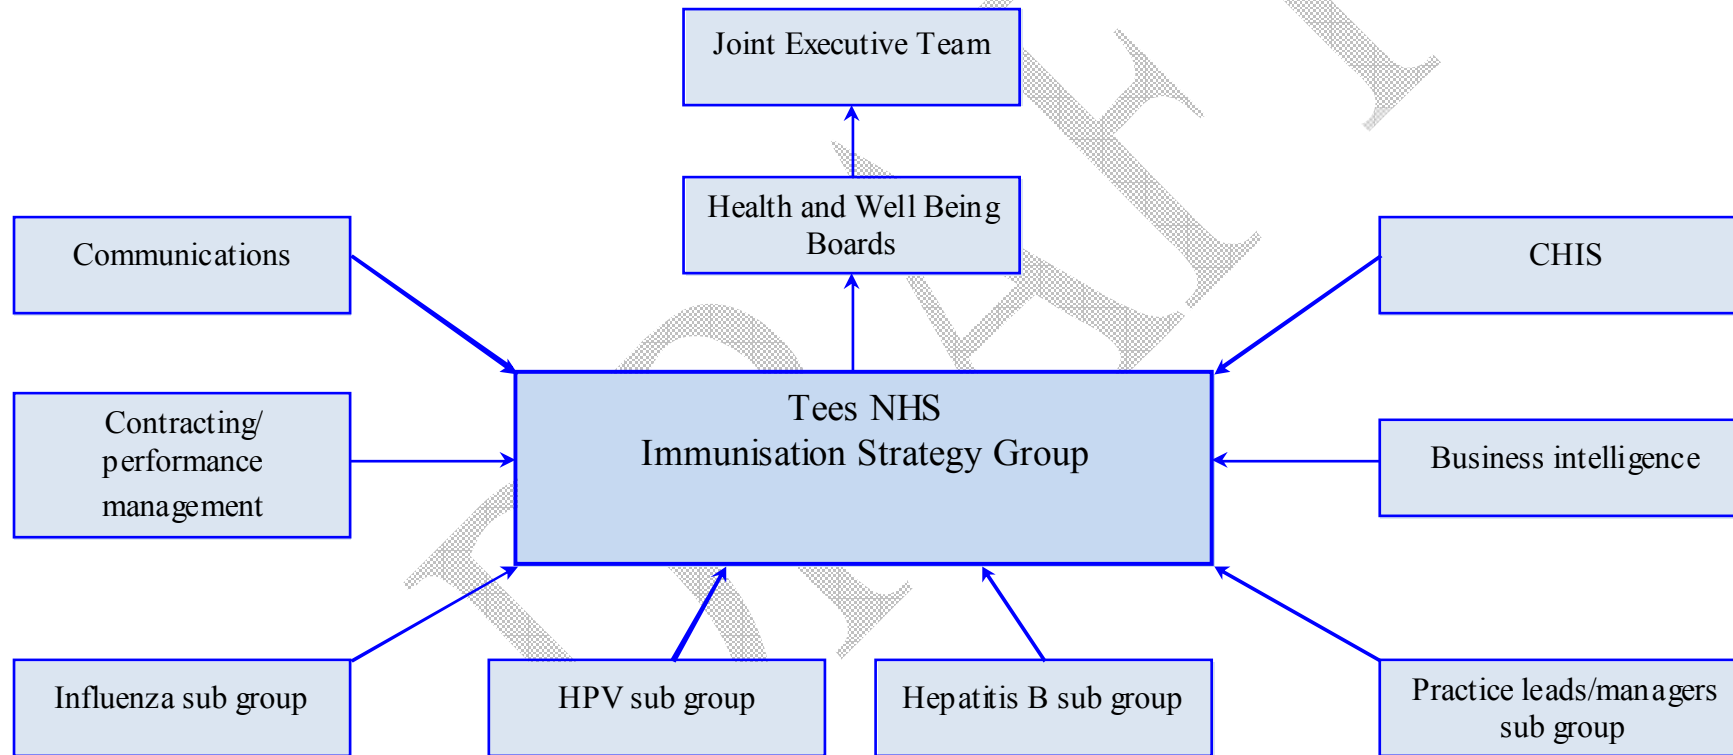 Joint Executive Team
Health and Well Being
Boards
Communications
CHIS
Tees NHS
Immunisation Strategy Group
Contracting/
performance
management
Business intelligence
Influenza sub group
HPV sub group
Hepatitis B sub group
Practice leads/managers
sub group
DRAFT